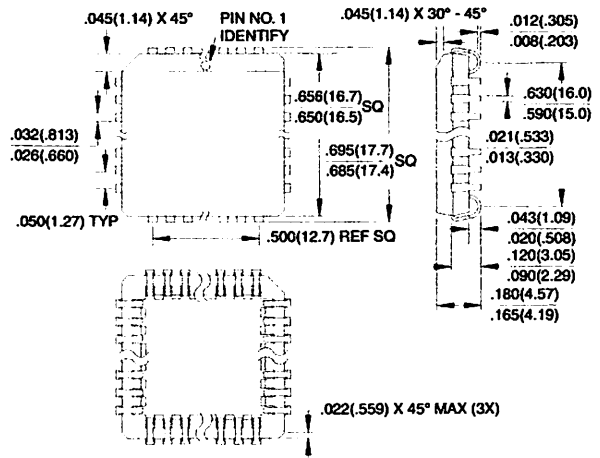 .045(1.14) X 45°
PIN NO. 1
IDENTIFY
.045(1.14) X 30° - 45°
.012(.305)
.008(.203)
.656(16.7)
.650(16.5)
SQ
.630(16.0)
.590(15.0)
.032(.813)
.026(.660)
.695(17.7)
.685(17.4)
SQ
.021(.533)
.013(.330)
.050(1.27) TYP
.500(12.7) REF SQ
.043(1.09)
.020(.508)
.120(3.05)
.090(2.29)
.180(4.57)
.165(4.19)
.022(.559) X 45° MAX (3X)